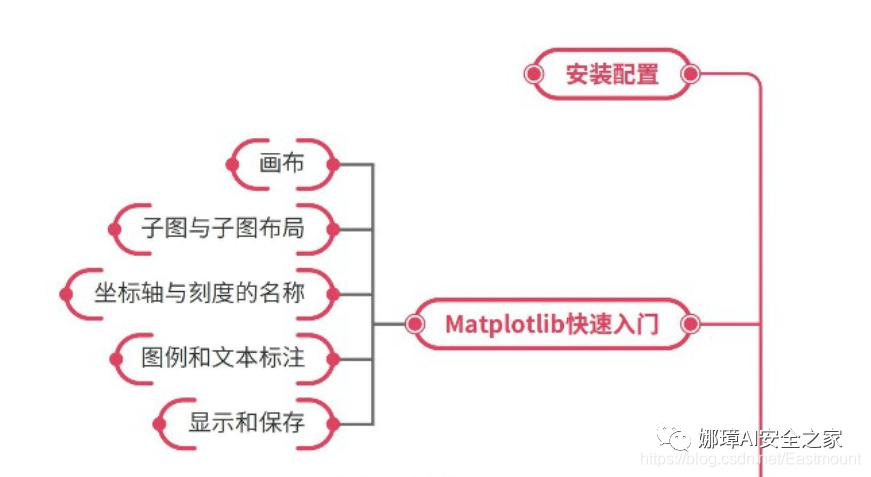 安装配置
画布
子图与子图布局
坐标轴与刻度的名称
Matplotlib快速入门
图例和文本标注
显示和保存
娜璋AI安全之家
https://blog.csdn.net/Eastmount